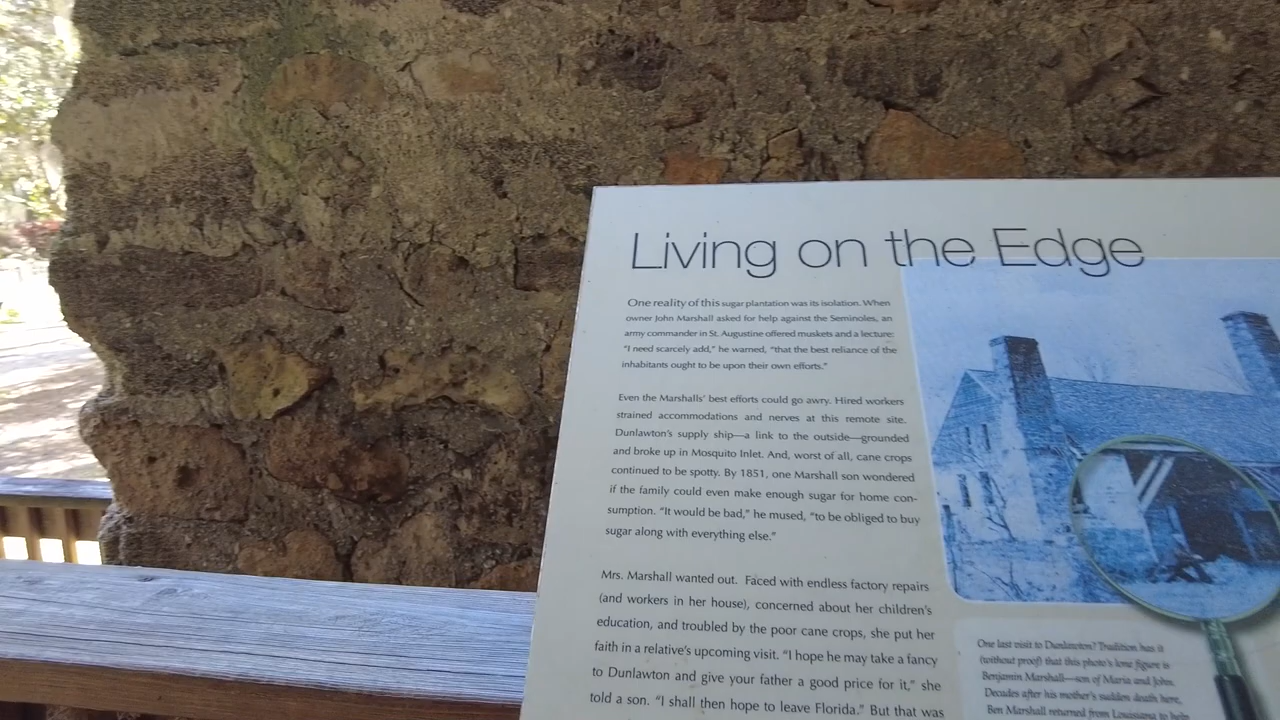 Living on the Edge
One reality of this sugar plantation was its isolation. When
owner John Marshall asked for help against the Seminoles, an
army commander in St. Augustine offered muskets and a lecture:
"I need scarcely add," he warned, "that the best reliance of the
inhabitants ought to be upon their own efforts."
Even the Marshalls' best efforts could go awry. Hired workers
strained accommodations and nerves at this remote site.
Dunlawton's supply ship—a link to the outside—grounded
and broke up in Mosquito Inlet. And, worst of all, cane crops
continued to be spotty. By 1851, one Marshall son wondered
if the family could even make enough sugar for home con-
sumption. "It would be bad," he mused, "to be obliged to buy
sugar along with everything else."
Mrs. Marshall wanted out. Faced with endless factory repairs
(and workers in her house), concerned about her children's
education, and troubled by the poor cane crops, she put her
faith in a relative's upcoming visit. "I hope he may take a fancy
to Dunlawton and give your father a good price for it," she
told a son. "I shall then hope to leave Florida." But that was
One last visit to Dunlawton? Tradition has it
(without proof) that this photo's lone figure is
Benjamin Marshall—son of Maria and John.
Decades after his mother's sudden death here,
Ben Marshall returned from Louisiana to help